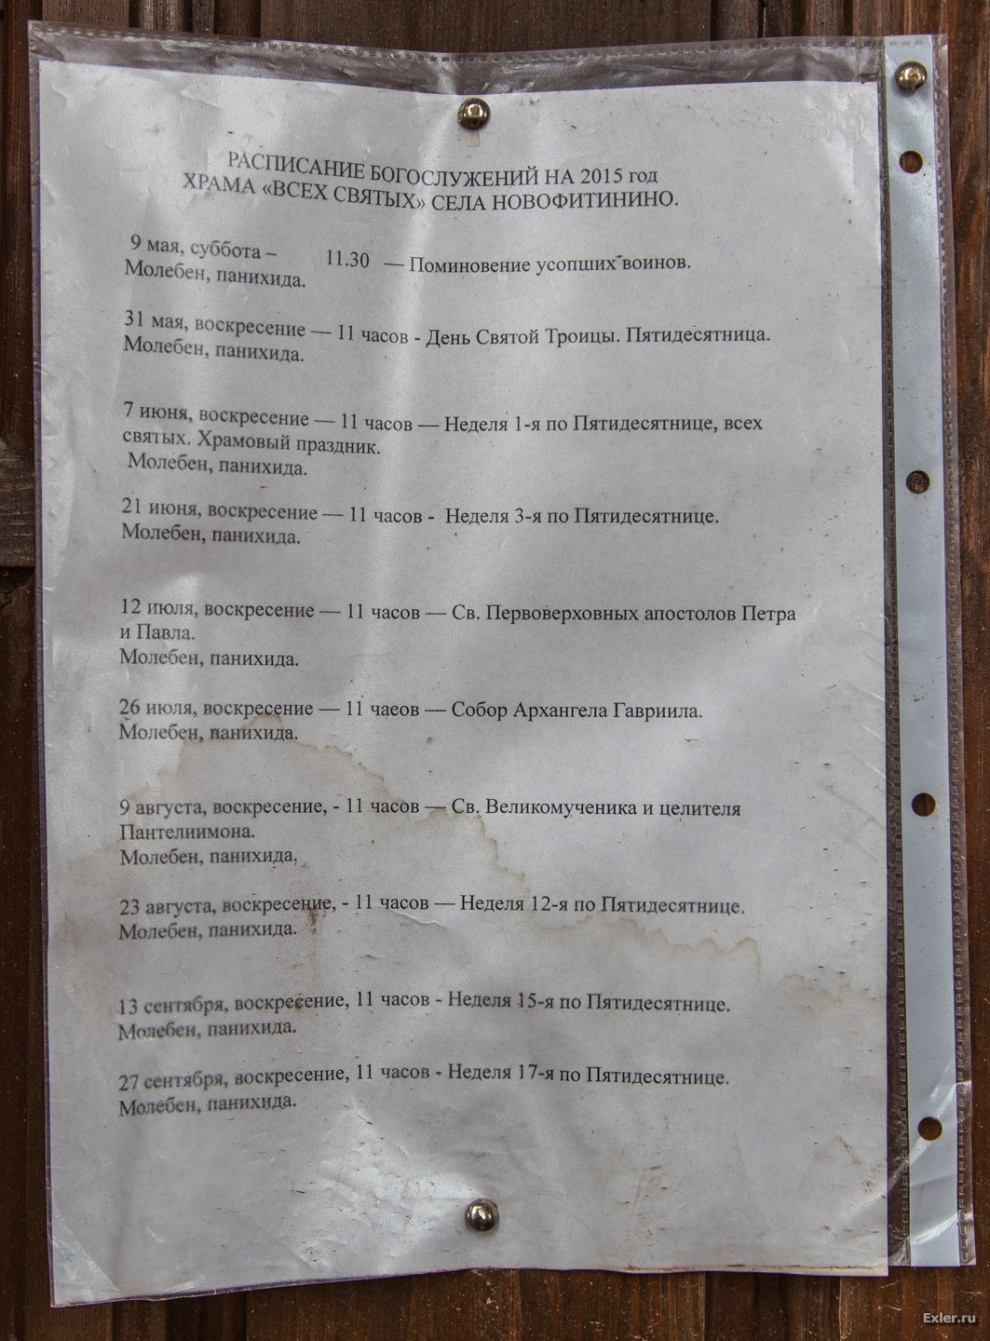 РАСПИСАНИЕ БОГОСЛУЖЕНИЙ НА 2015 год
ХРАМА «ВСЕХ СВЯТЫХ» СЕЛА НОВОФИТИНИНО.
9 мая, суббота – 11.30 — Поминовение усопших воинов.
Молебен, панихида.
31 мая, воскресение — 11 часов - День Святой Троицы. Пятидесятница.
Молебен, панихида.
7 июня, воскресение — 11 часов — Неделя 1-я по Пятидесятнице, всех
святых. Храмовый праздник.
Молебен, панихида.
21 июня, воскресение — 11 часов - Неделя 3-я по Пятидесятнице.
Молебен, панихида.
12 июля, воскресение — 11 часов — Св. Первоверховных апостолов Петра
и Павла.
Молебен, панихида.
26 июля, воскресение — 11 чаеов — Собор Архангела Гавриила.
Молебен, панихида.
9 августа, воскресение, - 11 часов — Св. Великомученика и целителя
Пантелиимона.
Молебен, панихида.
23 августа, воскресение, - 11 часов — Неделя 12-я по Пятидесятнице.
Молебен, панихида.
13 сентября, воскресение, 11 часов - Неделя 15-я по Пятидесятнице.
Молебен, панихида.
27 сентября, воскресение, 11 часов - Неделя 17-я по Пятидесятнице.
Молебен, панихида.
Exler.ru